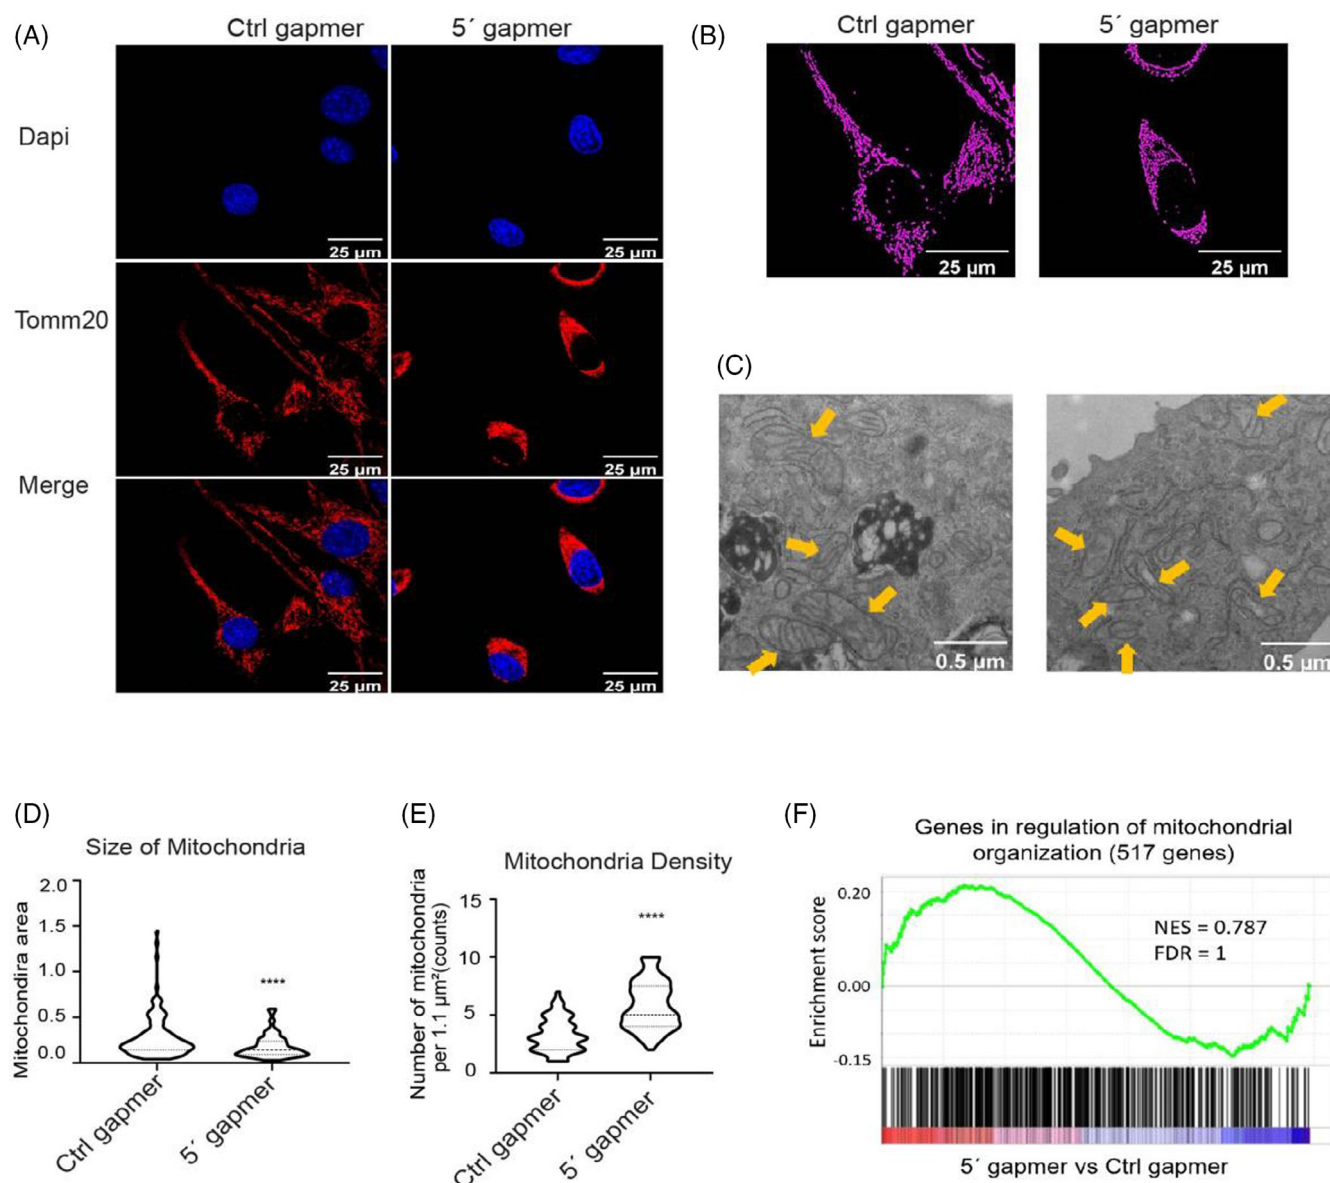 (A)
Ctrl gapmer
5´ gapmer
Dapi
25 µm
25 µm
Tomm20
25 µm
25 µm
Merge
25 µm
25 µm
(B)
Ctrl gapmer
5´ gapmer
25 µm
25 µm
(C)
0.5 µm
0.5 µm
(D)
Size of Mitochondria
Mitochondira area
2.0
1.5
1.0
0.5
0.0
****
Ctrl gapmer
5´ gapmer
(E)
Mitochondria Density
Number of mitochondria
per 1.1 µm²(counts)
15
10
5
0
****
Ctrl gapmer
5´ gapmer
(F)
Genes in regulation of mitochondrial
organization (517 genes)
Enrichment score
0.20
0.00
-0.15
NES = 0.787
FDR = 1
5´ gapmer vs Ctrl gapmer